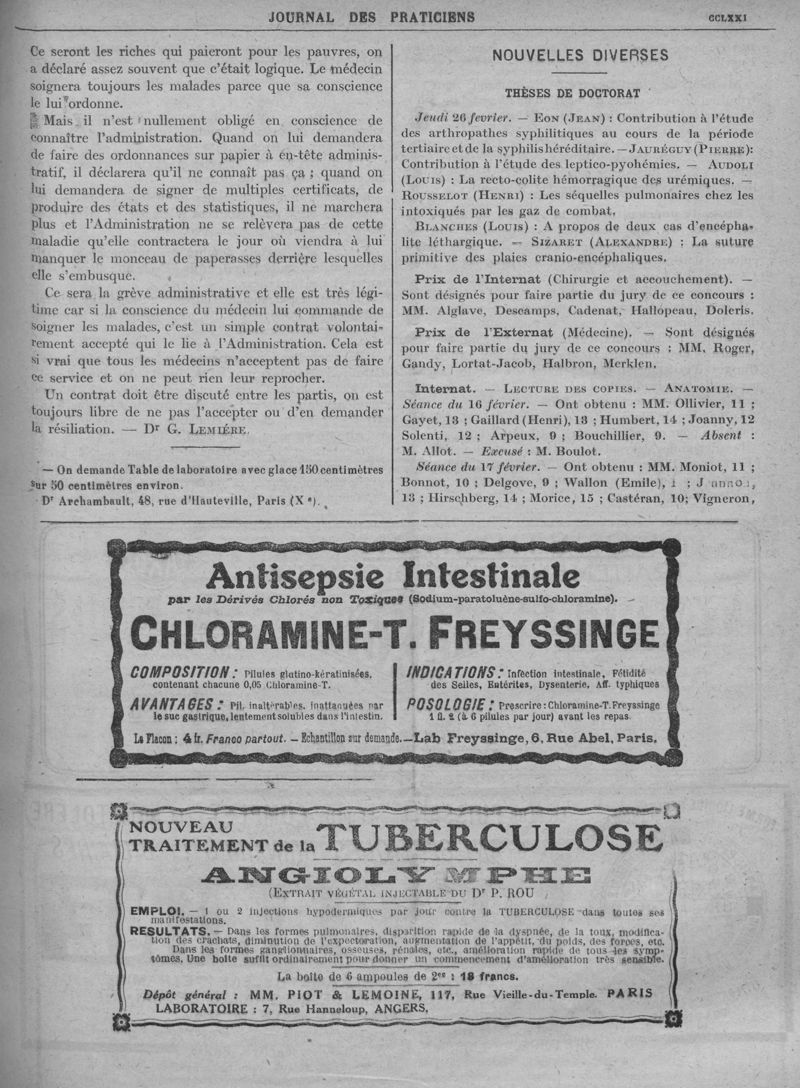 JOURNAL DES PRATICIENS
CCLXXI
Ce seront les riches qui paieront pour les pauvres, on
a déclaré assez souvent que c'était logique. Le médecin
soignera toujours les malades parce que sa conscience
le lui ordonne.
Mais il n'est nullement obligé en conscience de
connaître l'administration. Quand on lui demandera
de faire des ordonnances sur papier à en-tête adminis-
tratif, il déclarera qu'il ne connaît pas ça ; quand on
lui demandera de signer de multiples certificats, de
produire des états et des statistiques, il ne marchera
plus et l'Administration ne se relèvera pas de cette
maladie qu'elle contractera le jour où viendra à lui
manquer le monceau de paperasses derrière lesquelles
elle s'embusque.
Ce sera la grève administrative et elle est très légi-
time car si la conscience du médecin lui commande de
soigner les malades, c'est un simple contrat volontai-
rement accepté qui le lie à l'Administration. Cela est
si vrai que tous les médecins n'acceptent pas de faire
ce service et on ne peut rien leur reprocher.
Un contrat doit être discuté entre les partis, on est
toujours libre de ne pas l'accepter ou d'en demander
la résiliation. — Dr G. LEMIÉRE.
— On demande Table de laboratoire avec glace 150 centimètres
sur 50 centimètres environ.
Dr Archambault, 48, rue d'Hauteville, Paris (Xe).
NOUVELLES DIVERSES
THÈSES DE DOCTORAT
Jeudi 26 fevrier. — EON (JEAN) : Contribution à l'étude
des arthropathes syphilitiques au cours de la période
tertiaire et de la syphilis héréditaire. — JAURÉGUY (PIERRE):
Contribution à l'étude des leptico-pyohémies. — AUDOLI
(LOUIS) : La recto-colite hémorragique des urémiques. —
ROUSSELOT (HENRI) : Les séquelles pulmonaires chez les
intoxiqués par les gaz de combat.
BLANCHES (LOUIS) : A propos de deux cas d'encépha-
lite léthargique. — SIZARET (ALEXANDRE) : La suture
primitive des plaies cranio-encéphaliques.
Prix de l'Internat (Chirurgie et accouchement). —
Sont désignés pour faire partie du jury de ce concours :
MM. Alglave, Descamps, Cadenat, Hallopeau, Doleris.
Prix de l'Externat (Médecine). — Sont désignés
pour faire partie du jury de ce concours : MM. Roger,
Gandy, Lortat-Jacob, Halbron, Merklen.
Internat. — LECTURE DES COPIES. — ANATOMIE. —
Séance du 16 février. — Ont obtenu : MM. Ollivier, 11 ;
Gayet, 13 ; Gaillard (Henri), 13 ; Humbert, 14 ; Joanny, 12
Solenti, 12 ; Arpeux, 9 ; Bouchillier, 9. — Absent :
M. Allot. — Excusé : M. Boulot.
Séance du 17 février. — Ont obtenu : MM. Moniot, 11 ;
Bonnot, 10 ; Delgove, 9 ; Wallon (Emile),
13 ; Hirschberg, 14 ; Morice, 15 ; Castéran, 10; Vigneron,
Antisepsie Intestinale
par les Dérivés Chlorés non Toxiques (Sodium-paratoluène-sulfo-chloramine).
CHLORAMINE-T. FREYSSINGE
COMPOSITION : Pilules glutino-kératinisées,
contenant chacune 0,05 Chloramine-T.
AVANTAGES : Pil. inaltérables, inattaquées par
le suc gastrique, lentement solubles dans l'intestin.
INDICATIONS : Infection intestinale, Fétidité
des Selles, Entérites, Dysenterie, Aff. typhiques
POSOLOGIE : Prescrire : Chloramine-T. Freyssinge
1 fl. 2 (à 6 pilules par jour) avant les repas.
Le Flacon : 4 fr. Franco partout. — Echantillon sur demande. — Lab Freyssinge, 6, Rue Abel, Paris.
NOUVEAU
TRAITEMENT de la TUBERCULOSE
ANGIOLYMPHE
(EXTRAIT VÉGÉTAL INJECTABLE DU Dr P. ROU
EMPLOI. — 1 ou 2 injections hypodermiques par jour contre la TUBERCULOSE dans toutes ses
manifestations.
RÉSULTATS. — Dans les formes pulmonaires, disparition rapide de la dyspnée, de la toux, modifica-
tion des crachats, diminution de l'expectoration, augmentation de l'appétit, du poids, des forces, etc.
Dans les formes ganglionnaires, osseuses, rénales, etc., amélioration rapide de tous les symp-
tômes. Une boîte suffit ordinairement pour donner un commencement d'amélioration très sensible.
La boîte de 6 ampoules de 2cc : 18 francs.
Dépôt général : MM. PIOT & LEMOINE, 117, Rue Vieille-du-Temple. PARIS
LABORATOIRE : 7, Rue Hanneloup, ANGERS.